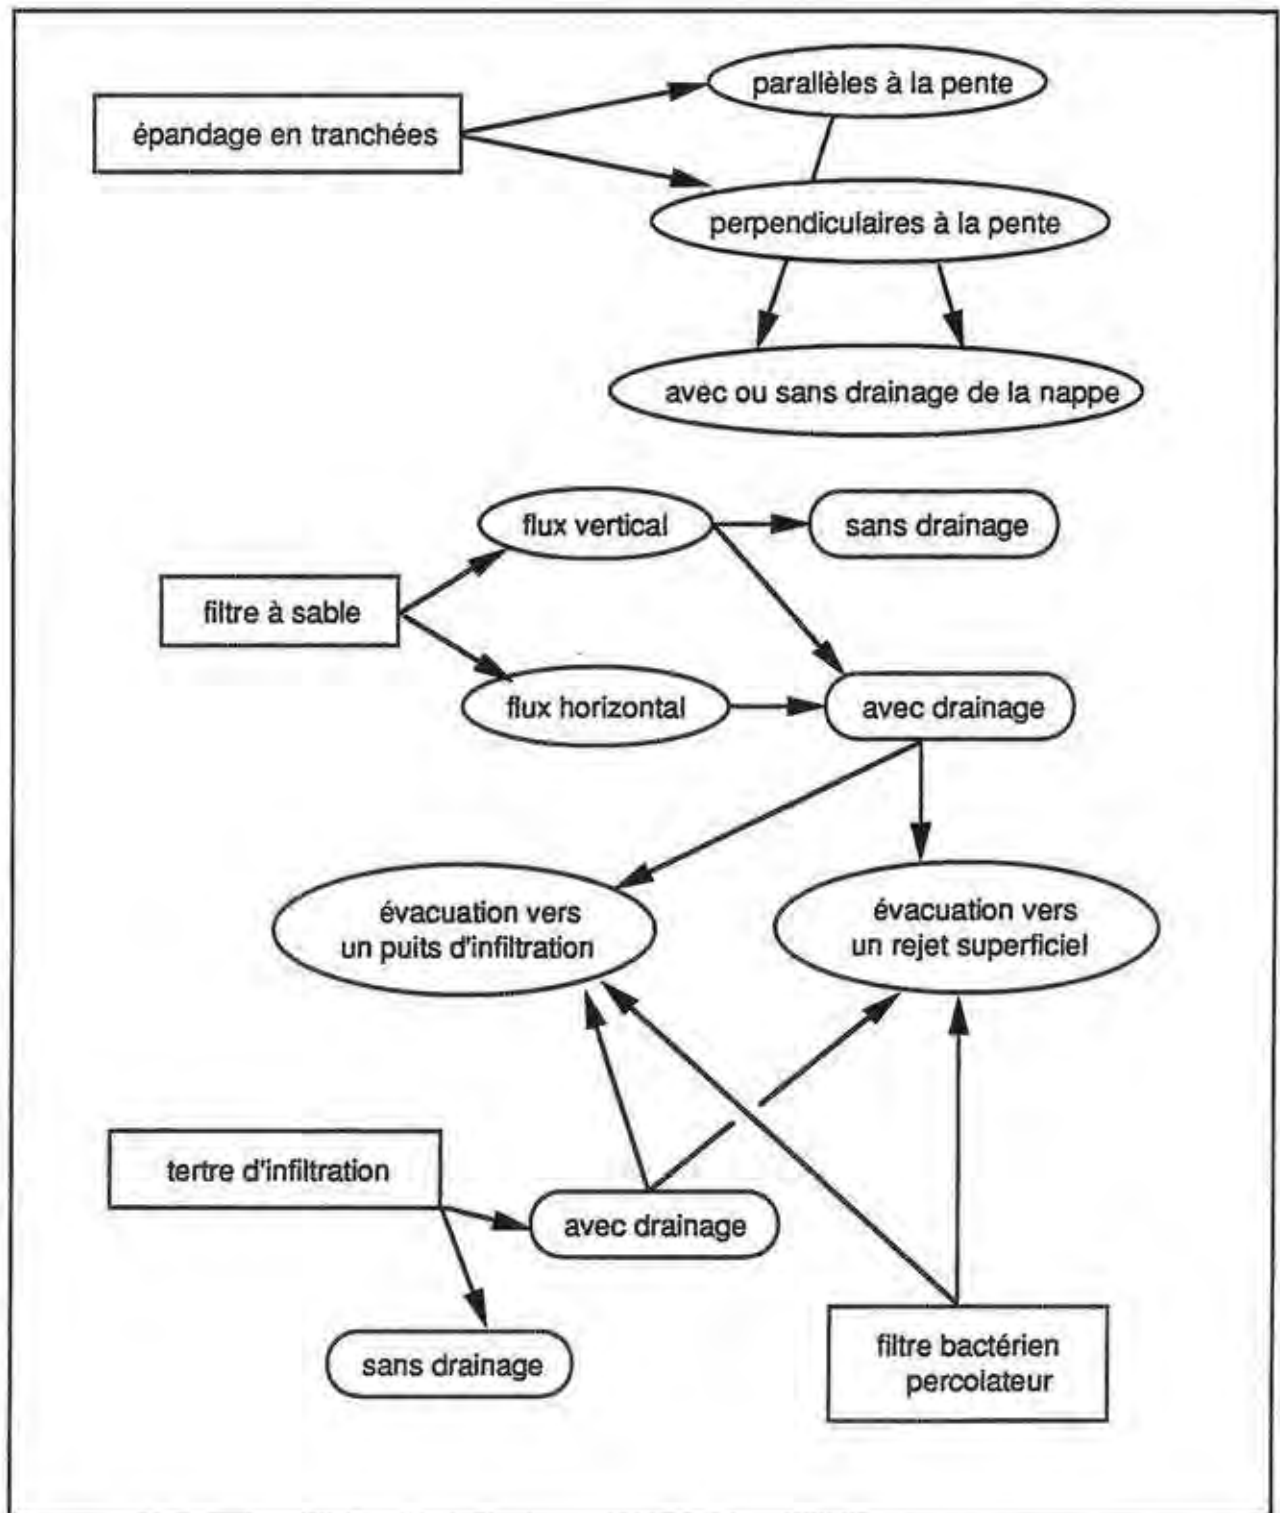 parallèles à la pente
épandage en tranchées
perpendiculaires à la pente
avec ou sans drainage de la nappe
flux vertical
sans drainage
filtre à sable
flux horizontal
avec drainage
évacuation vers
un puits d'infiltration
évacuation vers
un rejet superficiel
tertre d'infiltration
avec drainage
sans drainage
filtre bactérien
percolateur